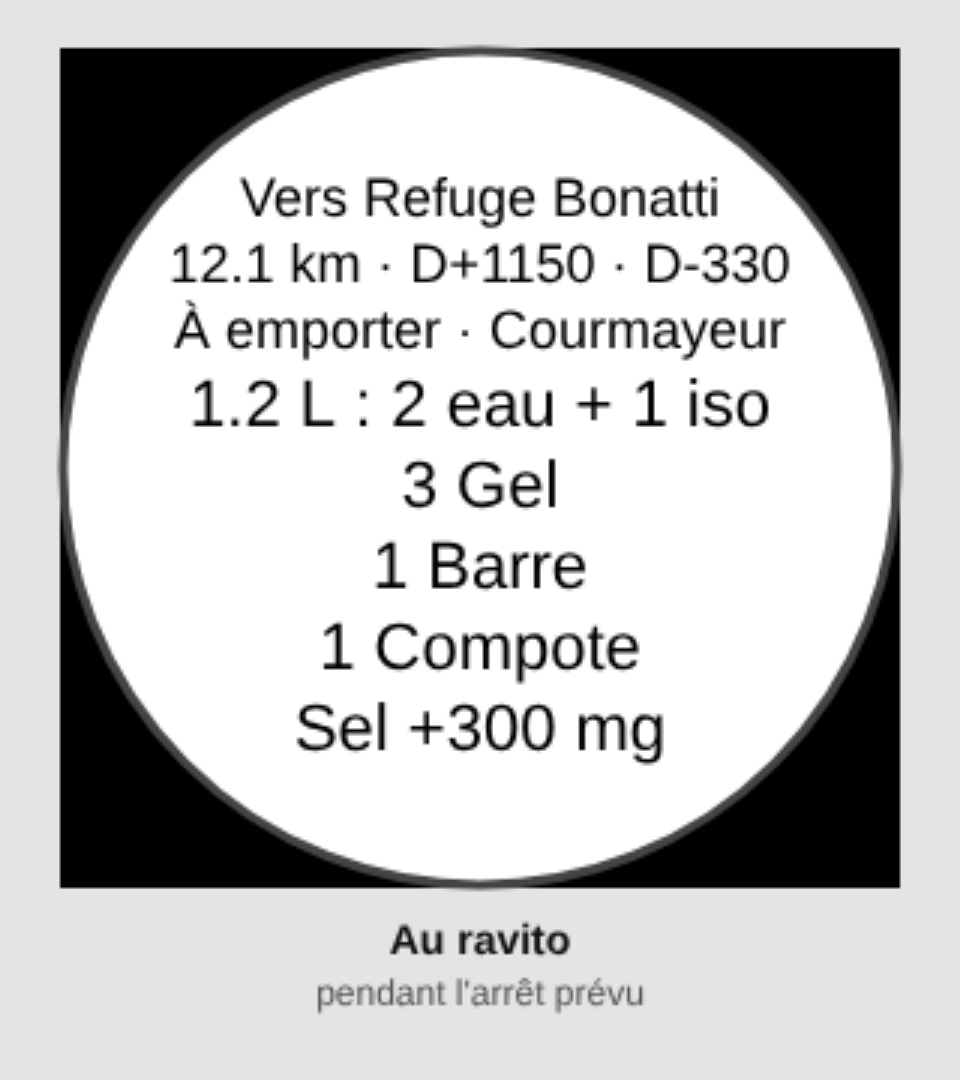 Vers Refuge Bonatti
12.1 km · D+1150 · D-330
À emporter · Courmayeur
1.2 L : 2 eau + 1 iso
3 Gel
1 Barre
1 Compote
Sel +300 mg
Au ravito
pendant l'arrêt prévu